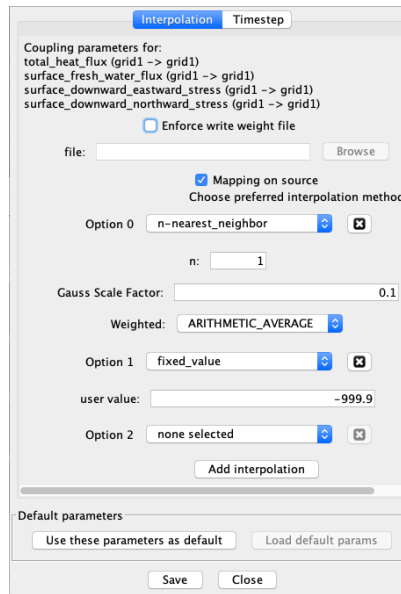 Interpolation Timestep
Coupling parameters for:
total_heat_flux (grid1 -> grid1)
surface_fresh_water_flux (grid1 -> grid1)
surface_downward_eastward_stress (grid1 -> grid1)
surface_downward_northward_stress (grid1 -> grid1)
Enforce write weight file
file: Browse
Mapping on source
Choose preferred interpolation method
Option 0 n-nearest_neighbor
n: 1
Gauss Scale Factor: 0.1
Weighted: ARITHMETIC_AVERAGE
Option 1 fixed_value
user value: -999.9
Option 2 none selected
Add interpolation
Default parameters
Use these parameters as default Load default params
Save Close